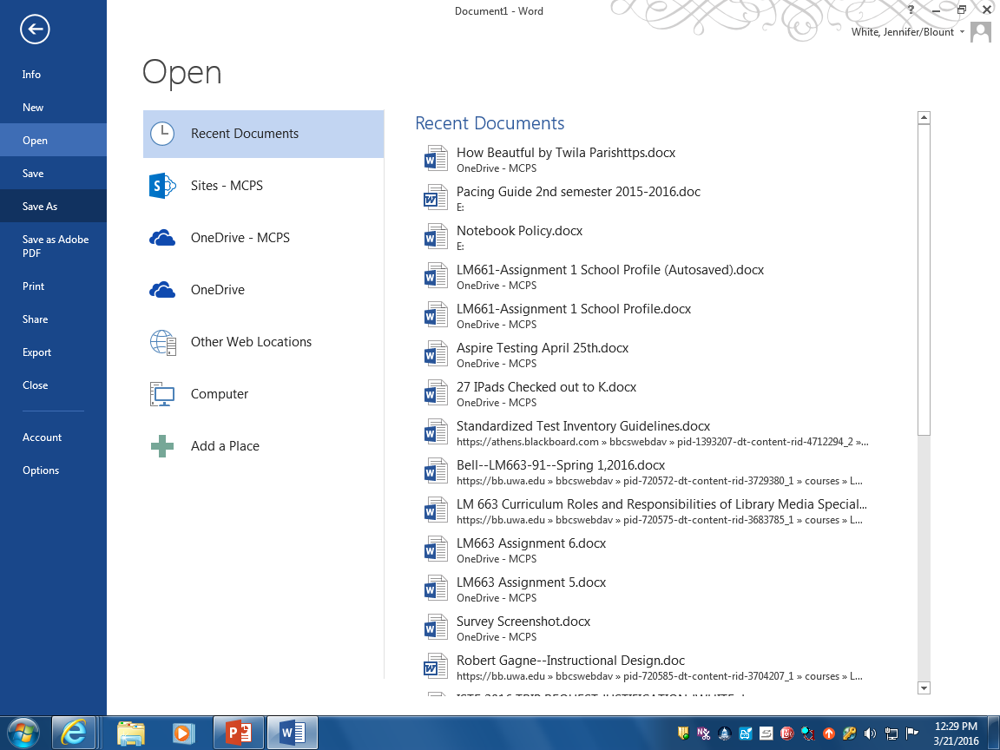 Document1 - Word
?
White, Jennifer/Blount
Info
New
Open
Save
Save As
Save as Adobe
PDF
Print
Share
Export
Close
Account
Options
Open
Recent Documents
Sites - MCPS
OneDrive - MCPS
OneDrive
Other Web Locations
Computer
Add a Place
Recent Documents
How Beautful by Twila Parishttps.docx
OneDrive - MCPS
Pacing Guide 2nd semester 2015-2016.doc
E:
Notebook Policy.docx
E:
LM661-Assignment 1 School Profile (Autosaved).docx
OneDrive - MCPS
LM661-Assignment 1 School Profile.docx
OneDrive - MCPS
Aspire Testing April 25th.docx
OneDrive - MCPS
27 IPads Checked out to K.docx
OneDrive - MCPS
Standardized Test Inventory Guidelines.docx
https://athens.blackboard.com » bbcswebdav » pid-1393207-dt-content-rid-4712294_2 »...
Bell--LM663-91--Spring 1,2016.docx
https://bb.uwa.edu » bbcswebdav » pid-720572-dt-content-rid-3729380_1 » courses » L...
LM 663 Curriculum Roles and Responsibilities of Library Media Special...
https://bb.uwa.edu » bbcswebdav » pid-720575-dt-content-rid-3683785_1 » courses » L...
LM663 Assignment 6.docx
OneDrive - MCPS
LM663 Assignment 5.docx
OneDrive - MCPS
Survey Screenshot.docx
OneDrive - MCPS
Robert Gagne--Instructional Design.doc
https://bb.uwa.edu » bbcswebdav » pid-720585-dt-content-rid-3704207_1 » courses » L...
12:29 PM
3/21/2016